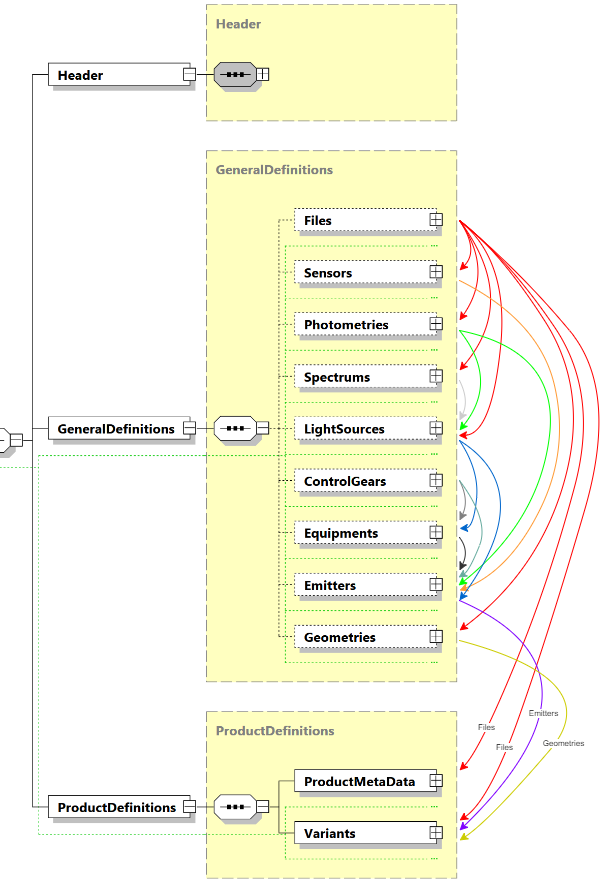 Header
Header
GeneralDefinitions
Files
Sensors
Photometries
Spectrums
GeneralDefinitions
LightSources
ControlGears
Equipments
Emitters
Geometries
ProductDefinitions
Emitters
Files
Files
Geometries
ProductMetaData
ProductDefinitions
Variants